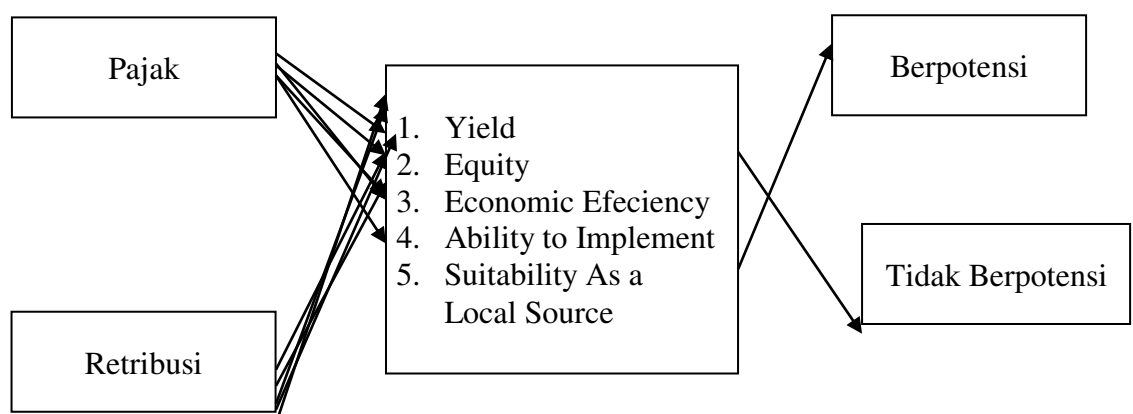 Pajak
Berpotensi
1. Yield
2. Equity
3. Economic Efeciency
4. Ability to Implement
5. Suitability As a
Local Source
Tidak Berpotensi
Retribusi